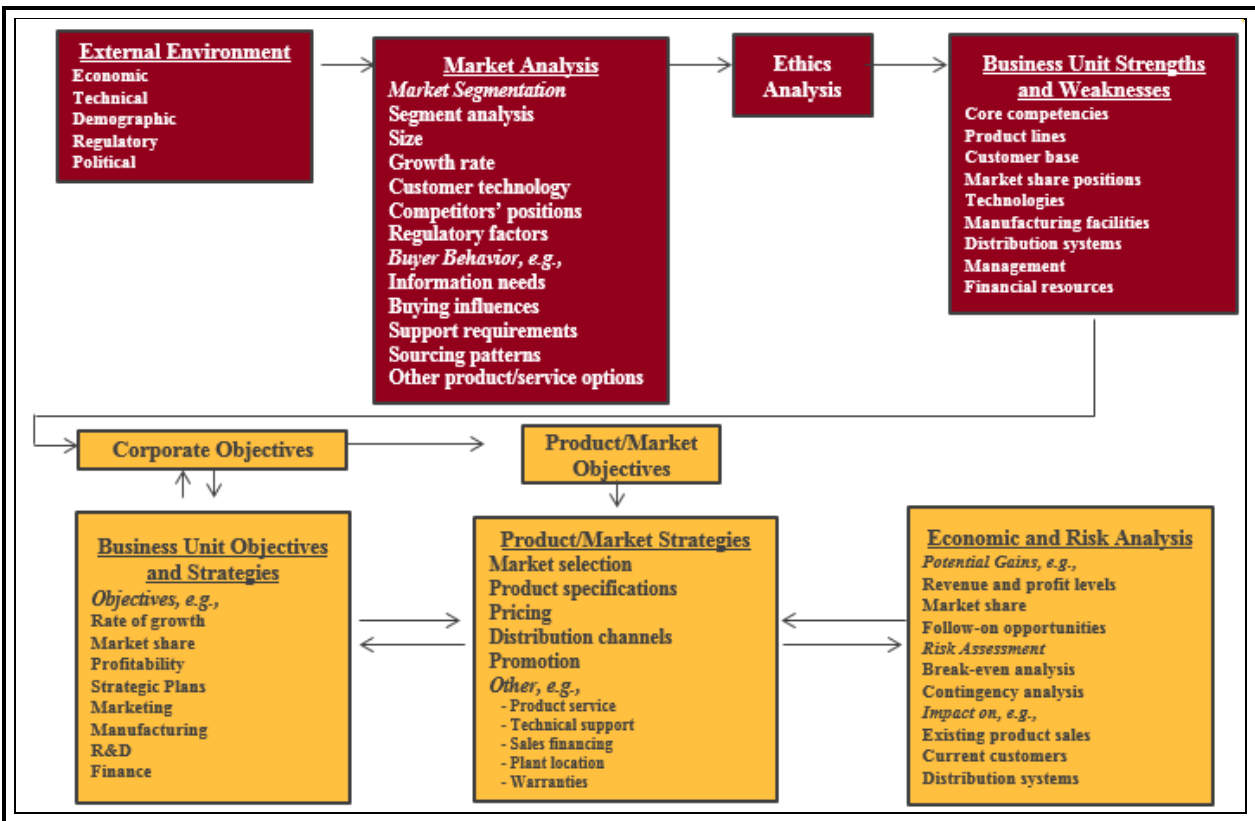 External Environment
Economic
Technical
Demographic
Regulatory
Political
Market Analysis
Market Segmentation
Segment analysis
Size
Growth rate
Customer technology
Competitors’ positions
Regulatory factors
Buyer Behavior, e.g.,
Information needs
Buying influences
Support requirements
Sourcing patterns
Other product/service options
Ethics
Analysis
Business Unit Strengths
and Weaknesses
Core competencies
Product lines
Customer base
Market share positions
Technologies
Manufacturing facilities
Distribution systems
Management
Financial resources
Corporate Objectives
Product/Market
Objectives
Business Unit Objectives
and Strategies
Objectives, e.g.,
Rate of growth
Market share
Profitability
Strategic Plans
Marketing
Manufacturing
R&D
Finance
Product/Market Strategies
Market selection
Product specifications
Pricing
Distribution channels
Promotion
Other, e.g.,
- Product service
- Technical support
- Sales financing
- Plant location
- Warranties
Economic and Risk Analysis
Potential Gains, e.g.,
Revenue and profit levels
Market share
Follow-on opportunities
Risk Assessment
Break-even analysis
Contingency analysis
Impact on, e.g.,
Existing product sales
Current customers
Distribution systems